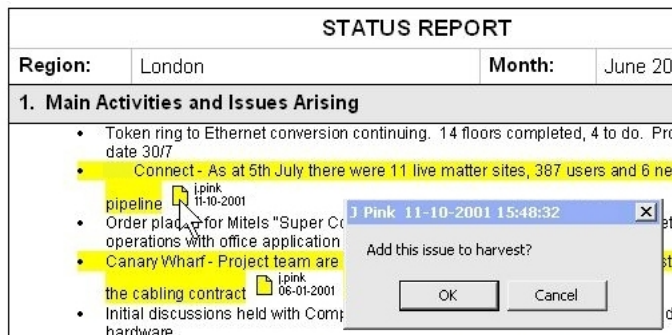 STATUS REPORT
Region: London Month: June 20
1. Main Activities and Issues Arising
• Token ring to Ethernet conversion continuing. 14 floors completed, 4 to do. Pro
date 30/7
• Connect - As at 5th July there were 11 live matter sites, 387 users and 6 ne
pipeline j.pink
11-10-2001
• Order placed for Mitels "Super Co
operations with office application
• Canary Wharf - Project team are
the cabling contract j.pink
06-01-2001
• Initial discussions held with Comp
hardware
J Pink 11-10-2001 15:48:32
Add this issue to harvest?
OK Cancel